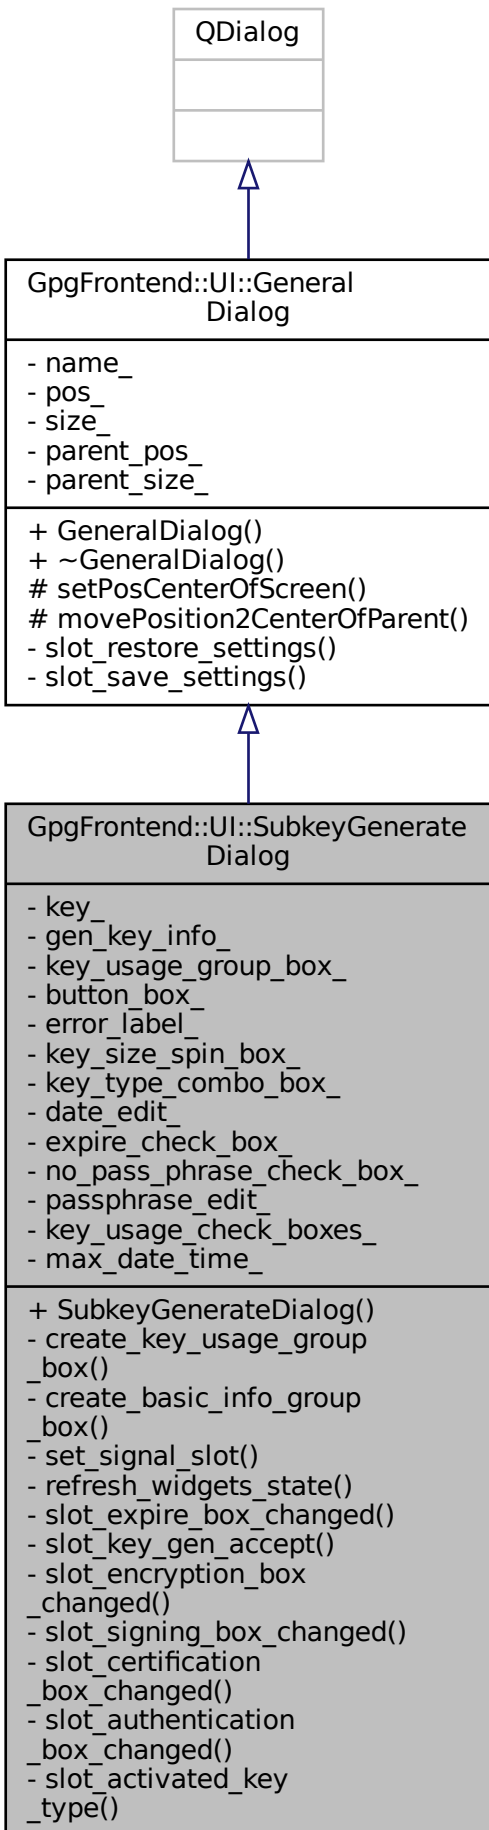 QDialog
GpgFrontend::UI::General
Dialog
- name_
- pos_
- size_
- parent_pos_
- parent_size_
+ GeneralDialog()
+ ~GeneralDialog()
# setPosCenterOfScreen()
# movePosition2CenterOfParent()
- slot_restore_settings()
- slot_save_settings()
GpgFrontend::UI::SubkeyGenerate
Dialog
- key_
- gen_key_info_
- key_usage_group_box_
- button_box_
- error_label_
- key_size_spin_box_
- key_type_combo_box_
- date_edit_
- expire_check_box_
- no_pass_phrase_check_box_
- passphrase_edit_
- key_usage_check_boxes_
- max_date_time_
+ SubkeyGenerateDialog()
- create_key_usage_group
_box()
- create_basic_info_group
_box()
- set_signal_slot()
- refresh_widgets_state()
- slot_expire_box_changed()
- slot_key_gen_accept()
- slot_encryption_box
_changed()
- slot_signing_box_changed()
- slot_certification
_box_changed()
- slot_authentication
_box_changed()
- slot_activated_key
_type()